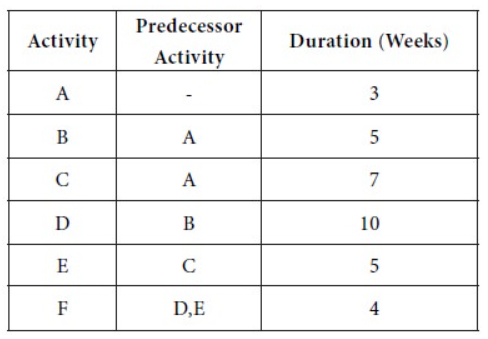 Activity Predecessor Activity Duration (Weeks)
A - 3
B A 5
C A 7
D B 10
E C 5
F D,E 4